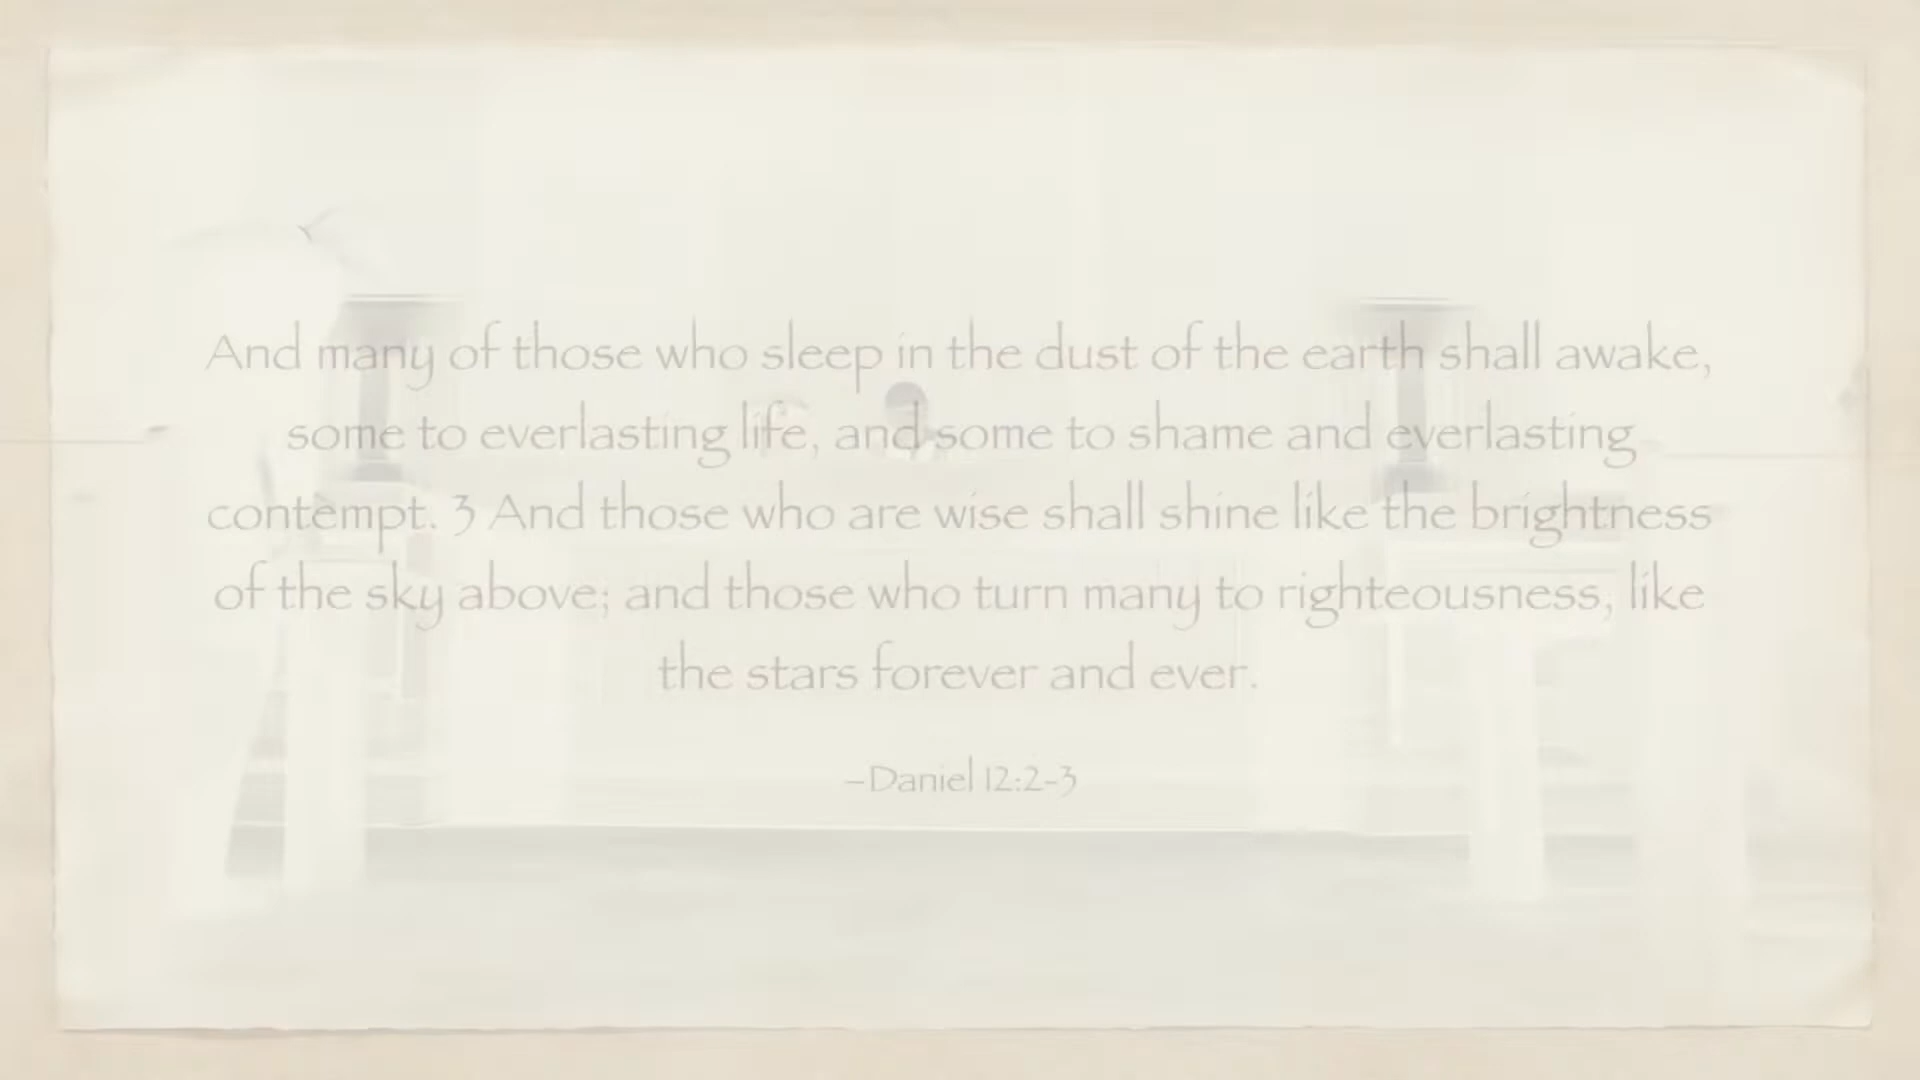 And many of those who sleep in the dust of the earth shall awake,
some to everlasting life, and some to shame and everlasting
contempt. 3 And those who are wise shall shine like the brightness
of the sky above; and those who turn many to righteousness, like
the stars forever and ever.
–Daniel 12:2-3